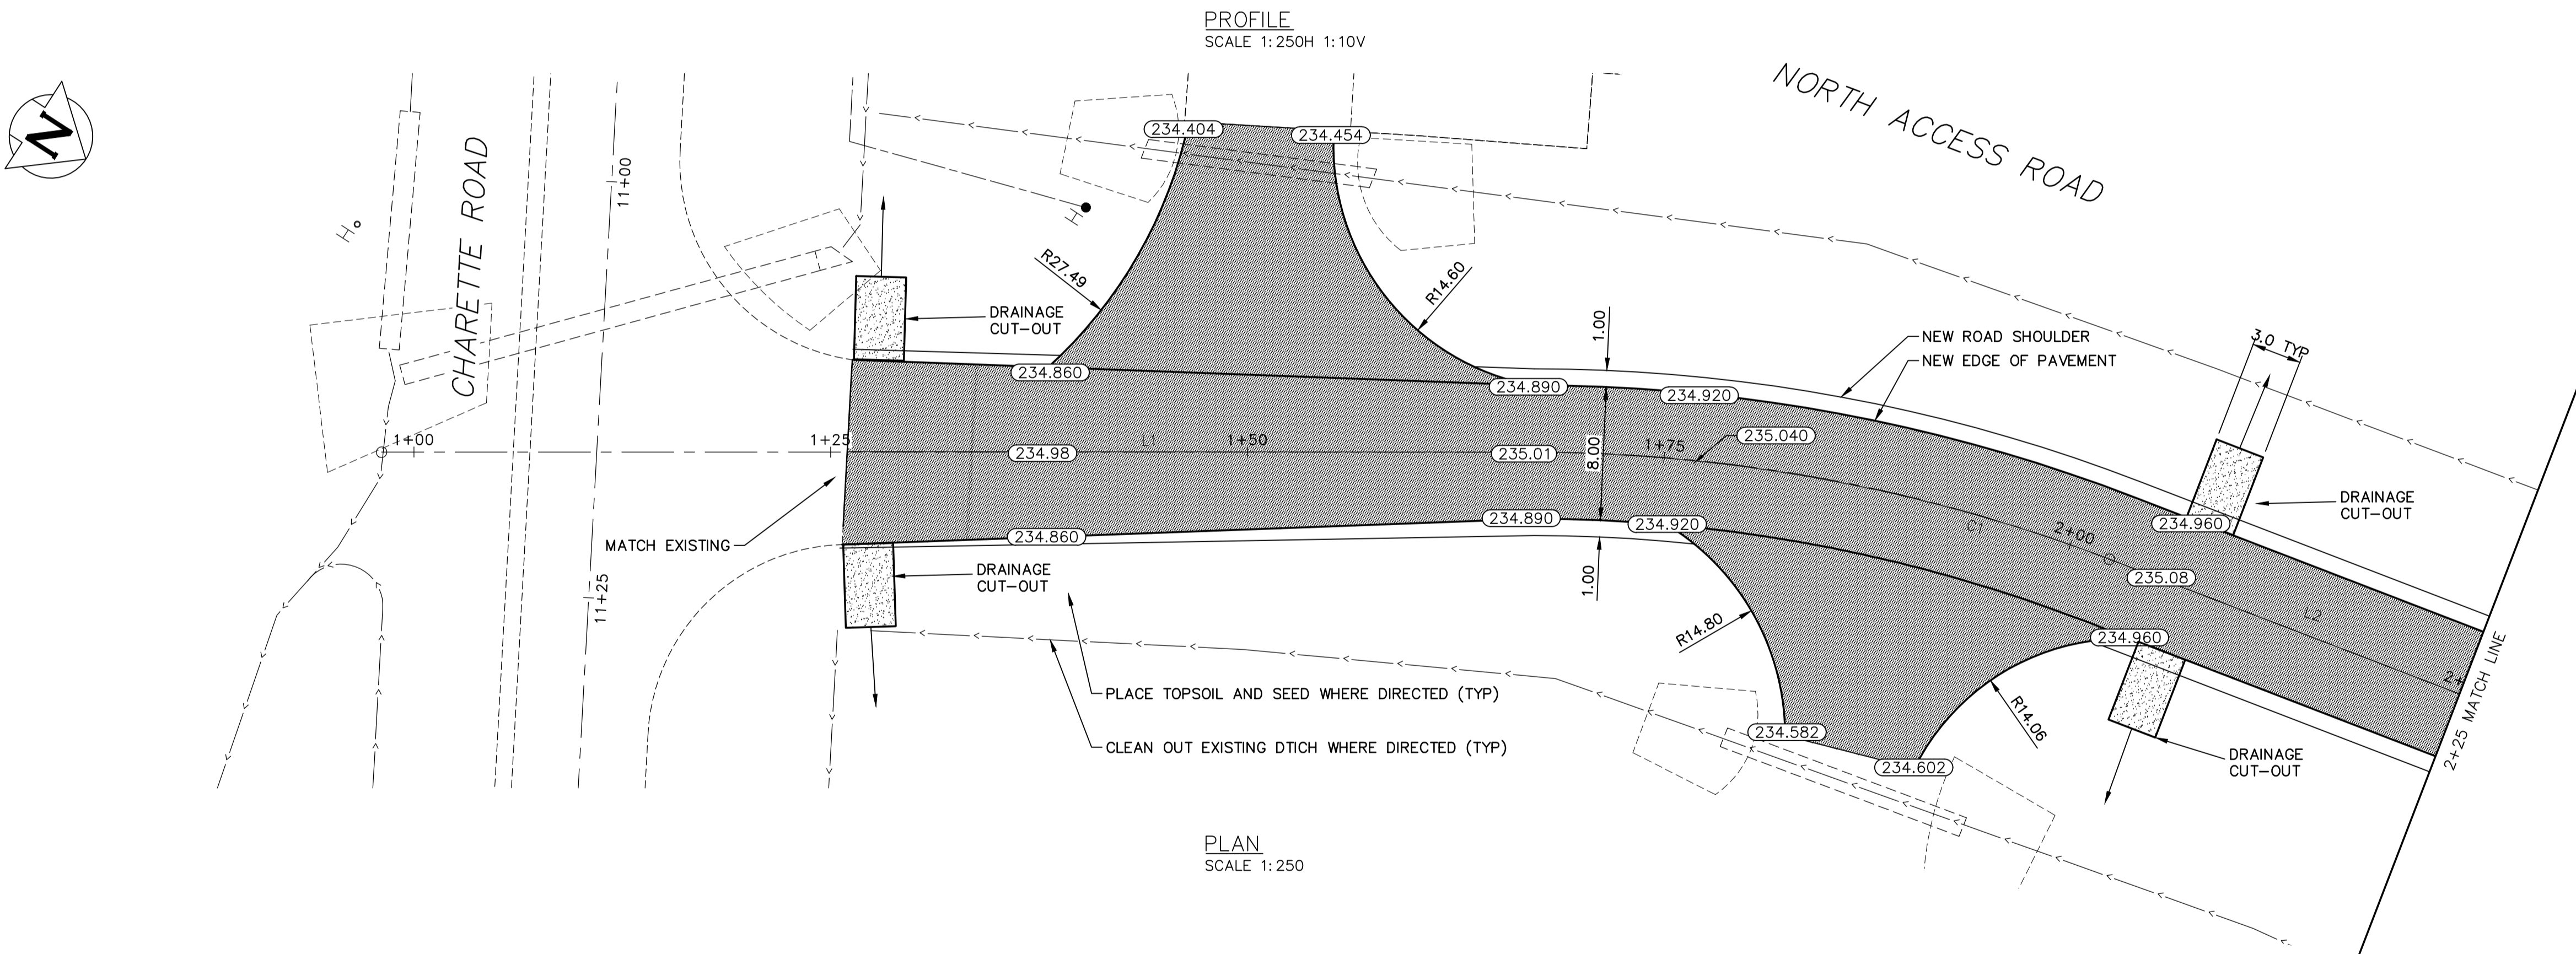 PROFILE
SCALE 1:250H 1:10V
N
NORTH ACCESS ROAD
CHARETTE ROAD
11+00
H
H
234.404
234.454
R27.49
R14.60
DRAINAGE
CUT-OUT
1.00
NEW ROAD SHOULDER
NEW EDGE OF PAVEMENT
3.0 TYP
234.860
234.890
234.920
1+00
1+25
L1
1+50
1+75
235.040
234.98
235.01
8.00
DRAINAGE
CUT-OUT
234.960
C1
2+00
MATCH EXISTING
234.860
234.890
234.920
235.08
DRAINAGE
CUT-OUT
11+25
1.00
L2
R14.80
234.960
2+
2+25 MATCH LINE
PLACE TOPSOIL AND SEED WHERE DIRECTED (TYP)
R14.06
CLEAN OUT EXISTING DTICH WHERE DIRECTED (TYP)
234.582
234.602
DRAINAGE
CUT-OUT
PLAN
SCALE 1:250